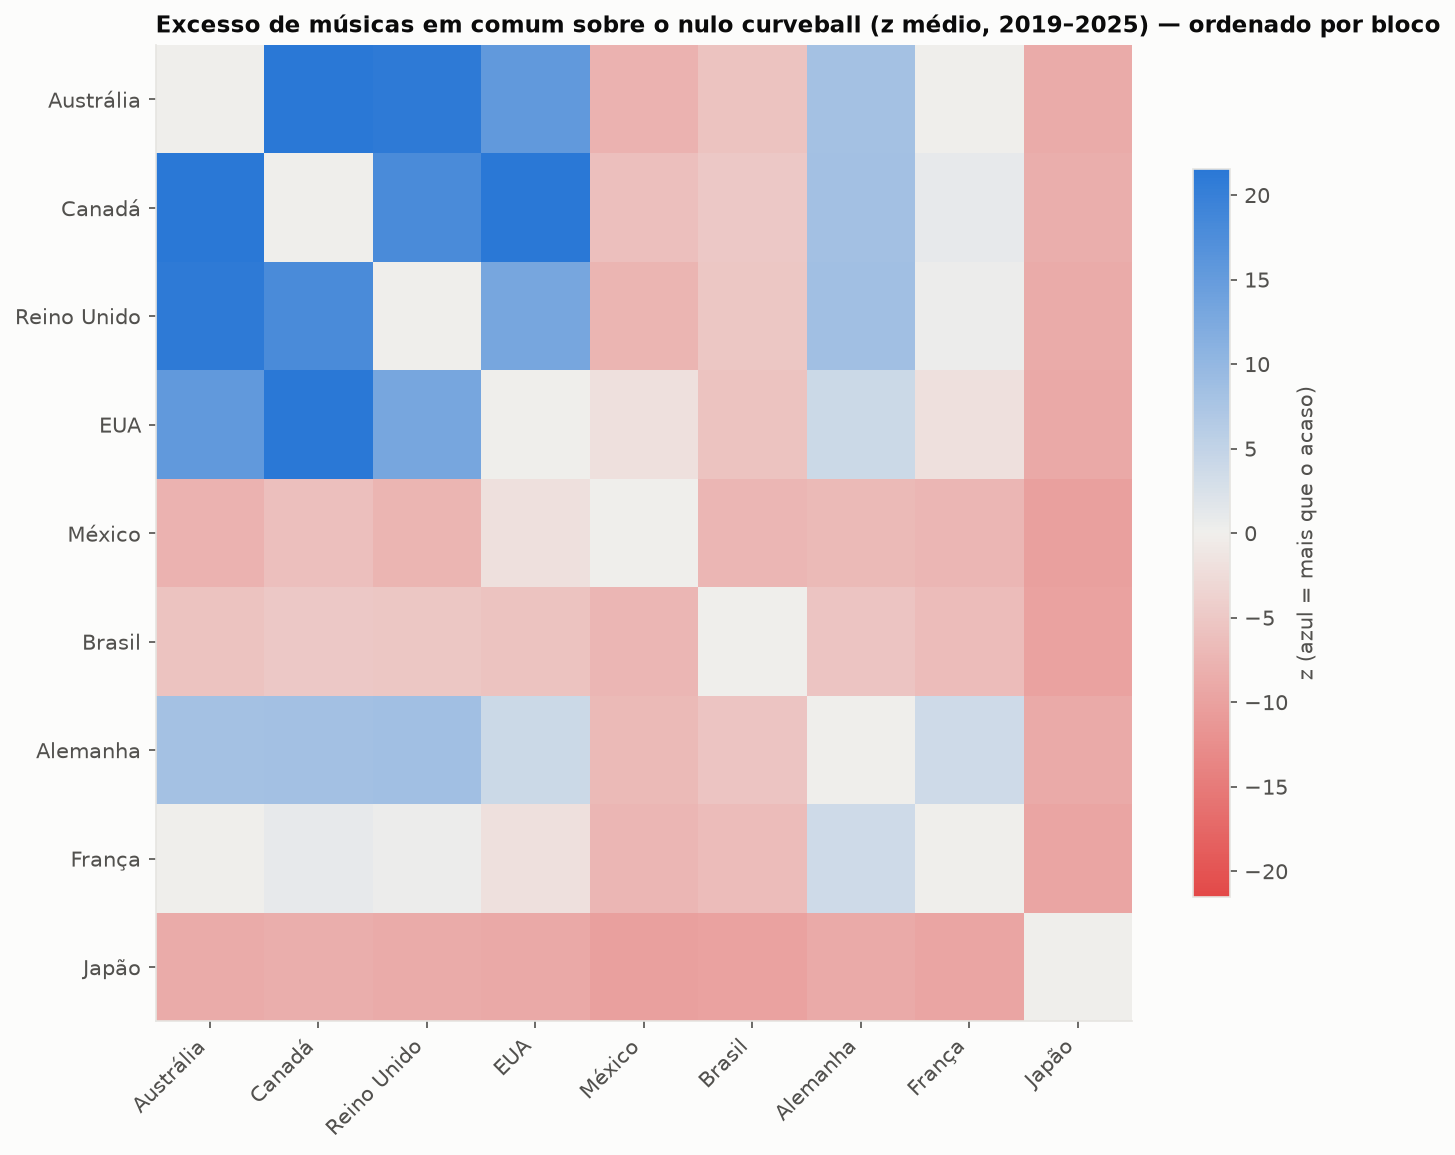 Excesso de músicas em comum sobre o nulo curveball (z médio, 2019–2025) — ordenado por bloco
Austrália
Canadá
Reino Unido
EUA
México
Brasil
Alemanha
França
Japão
Austrália
Canadá
Reino Unido
EUA
México
Brasil
Alemanha
França
Japão
20
15
10
5
0
−5
−10
−15
−20
z (azul = mais que o acaso)